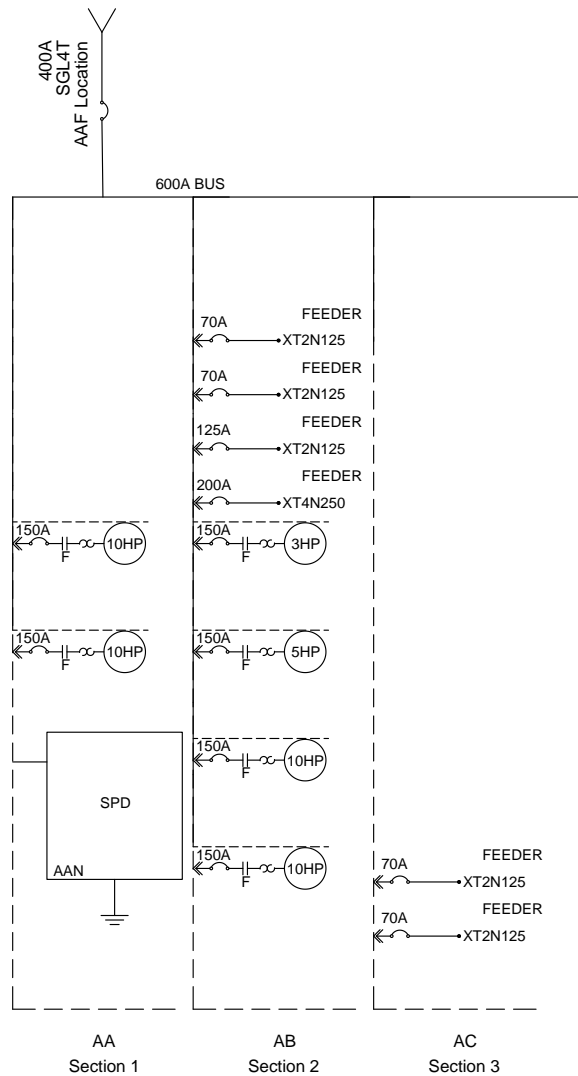 400A
SGL4T
AAF Location
600A BUS
FEEDER
70A
XT2N125
FEEDER
70A
XT2N125
FEEDER
125A
XT2N125
FEEDER
200A
XT4N250
150A
F
10HP
150A
F
3HP
150A
F
10HP
150A
F
5HP
SPD
AAN
150A
F
10HP
150A
F
10HP
FEEDER
70A
XT2N125
FEEDER
70A
XT2N125
AA
Section 1
AB
Section 2
AC
Section 3